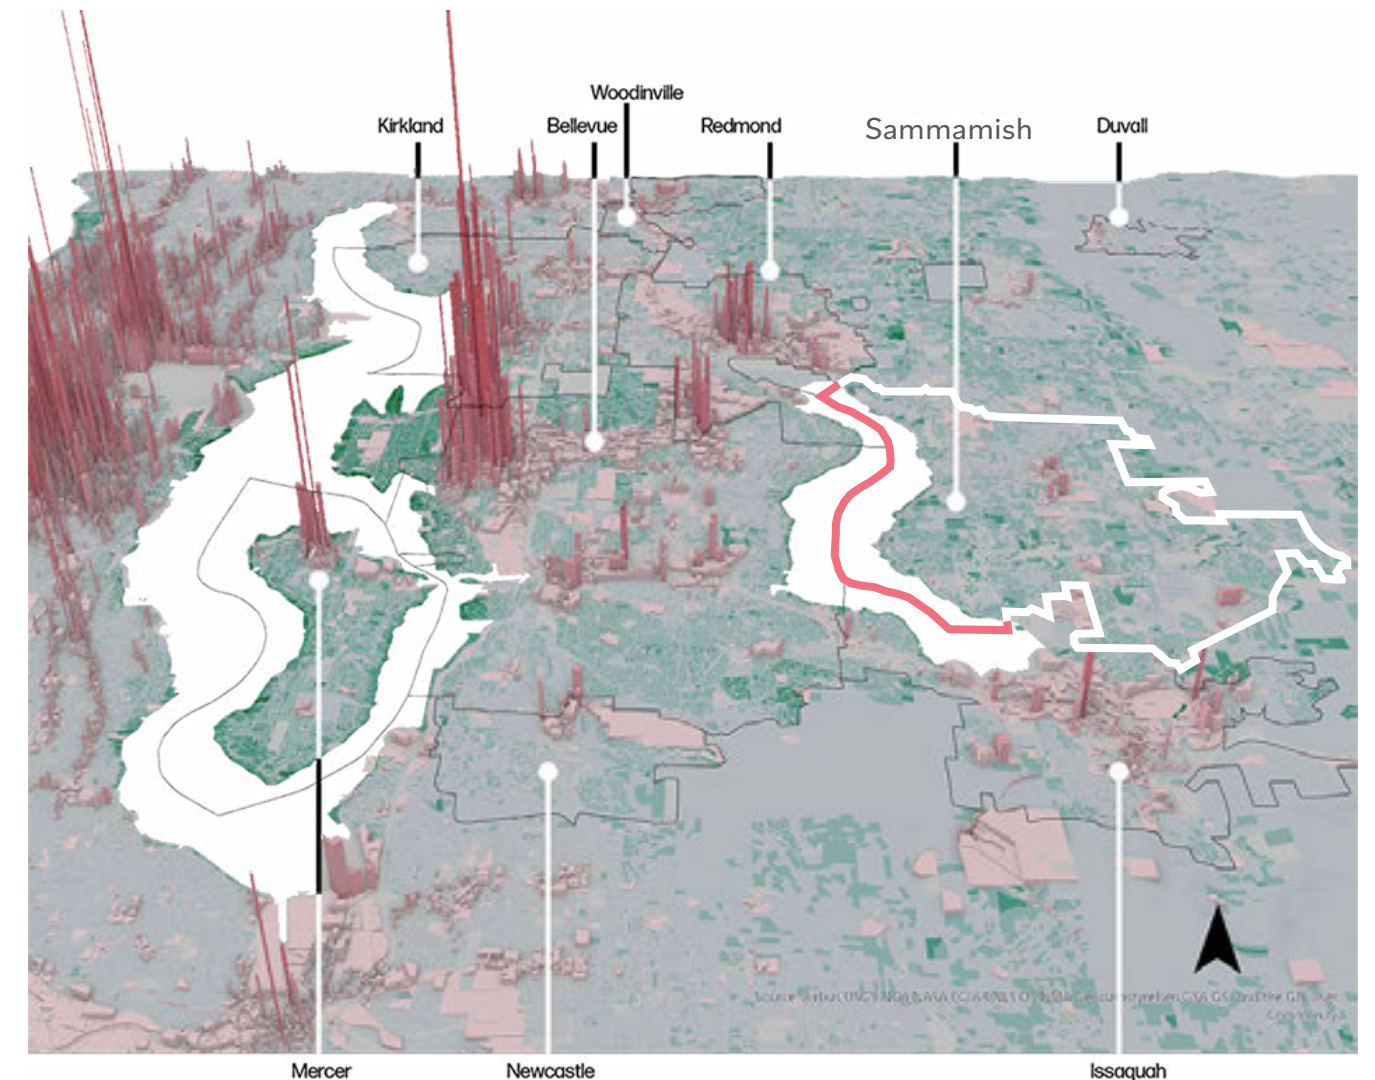 Woodinville
Kirkland
Bellevue
Redmond
Sammamish
Duvall
Mercer
Newcastle
Issaquah